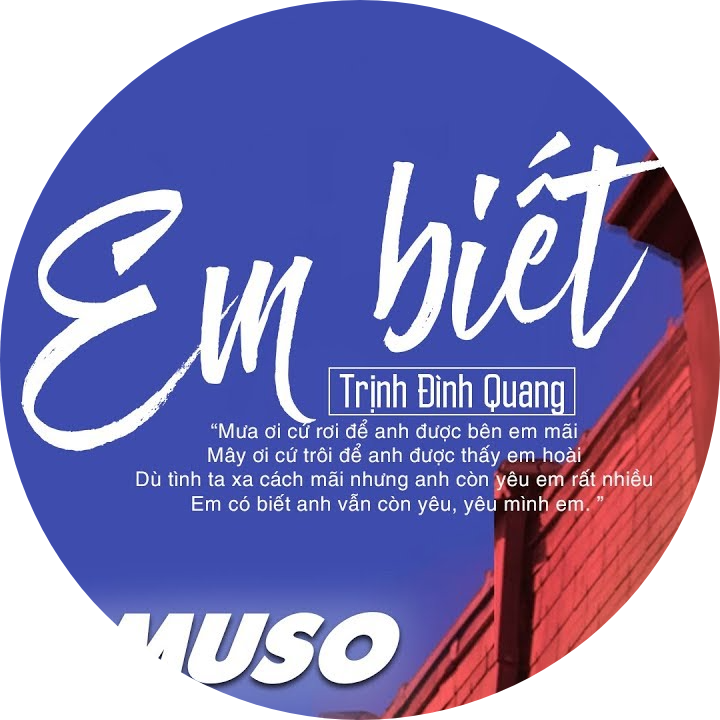 Em biết
Trịnh Đình Quang
“Mưa ơi cứ rơi để anh được bên em mãi
Mây ơi cứ trôi để anh được thấy em hoài
Dù tình ta xa cách mãi nhưng anh còn yêu em rất nhiều
Em có biết anh vẫn còn yêu, yêu mình em. ”
MUSO